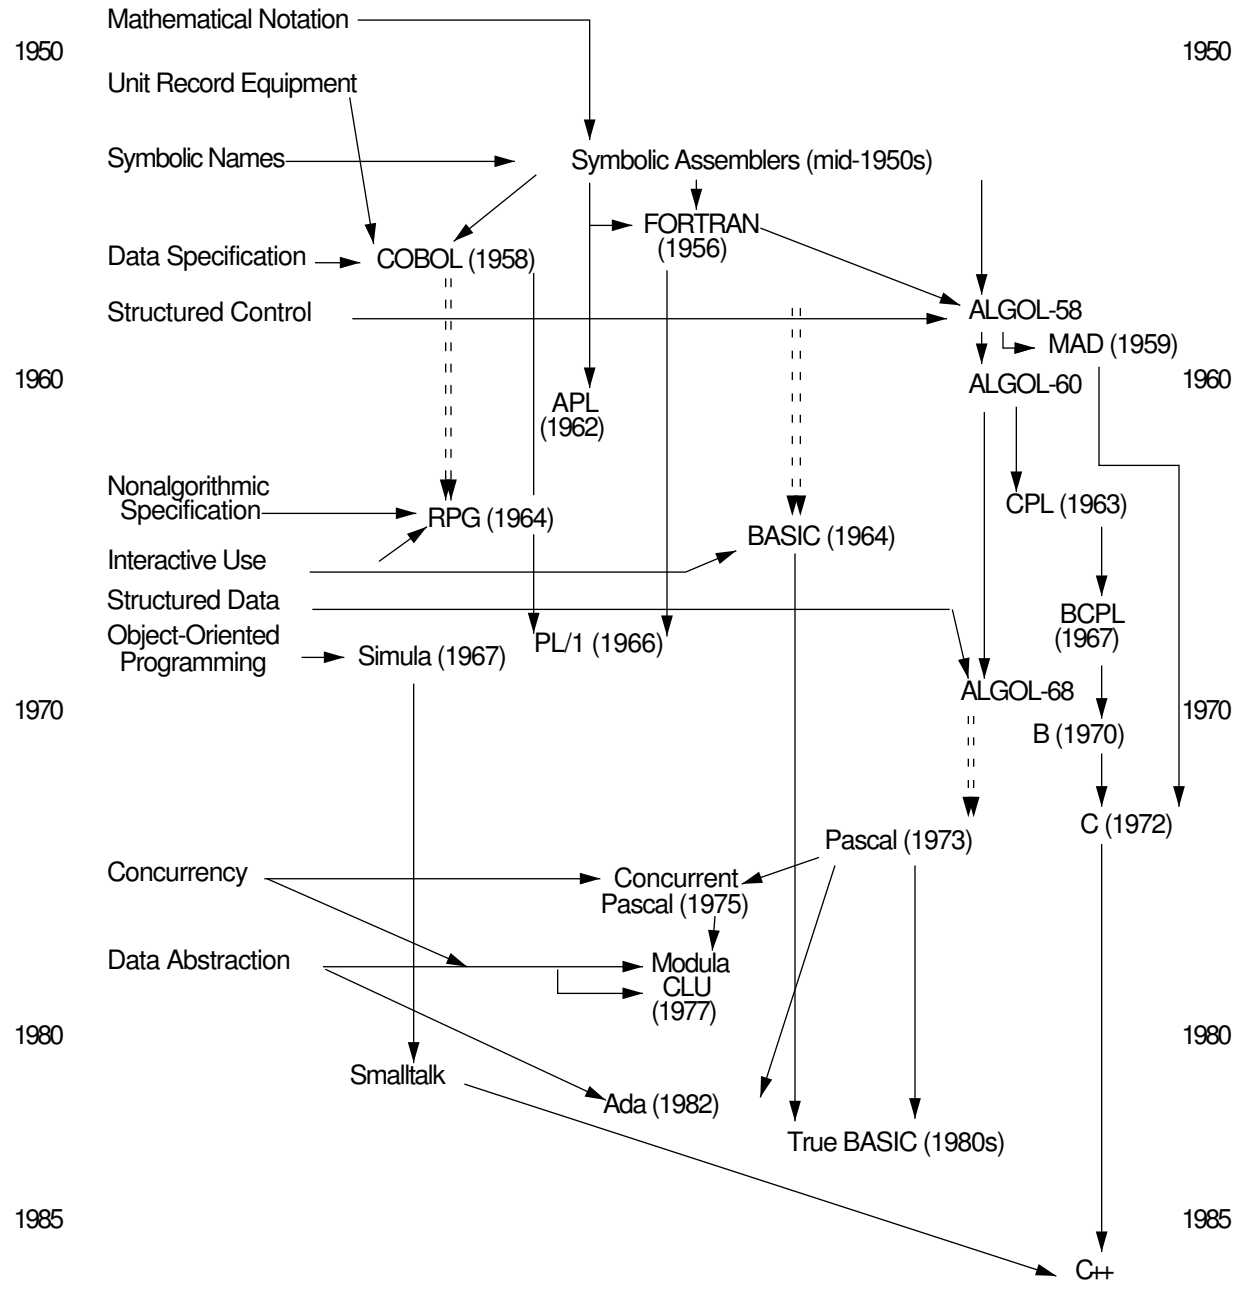 Mathematical Notation
1950
1950
Unit Record Equipment
Symbolic Names
Symbolic Assemblers (mid-1950s)
FORTRAN
(1956)
Data Specification
COBOL (1958)
Structured Control
ALGOL-58
MAD (1959)
1960
ALGOL-60
1960
APL
(1962)
Nonalgorithmic
Specification
RPG (1964)
CPL (1963)
BASIC (1964)
Interactive Use
Structured Data
BCPL
(1967)
Object-Oriented
Programming
Simula (1967)
PL/1 (1966)
ALGOL-68
1970
1970
B (1970)
C (1972)
Pascal (1973)
Concurrency
Concurrent
Pascal (1975)
Data Abstraction
Modula
CLU
(1977)
1980
1980
Smalltalk
Ada (1982)
True BASIC (1980s)
1985
1985
C++